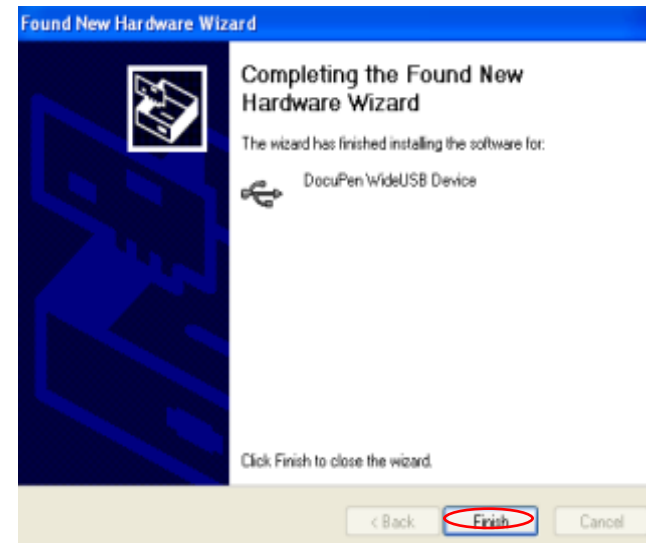 Found New Hardware Wizard
Completing the Found New
Hardware Wizard
The wizard has finished installing the software for:
DocuPen WideUSB Device
Click Finish to close the wizard.
< Back
Finish
Cancel